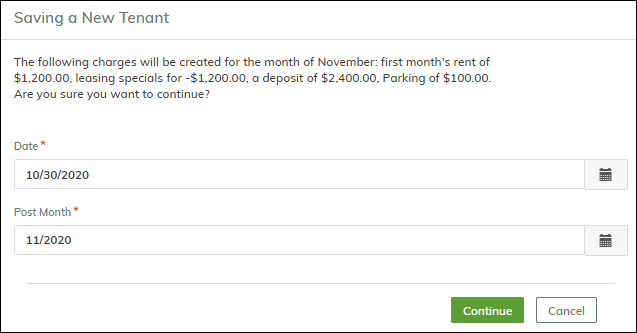 Saving a New Tenant
The following charges will be created for the month of November: first month's rent of
$1,200.00, leasing specials for -$1,200.00, a deposit of $2,400.00, Parking of $100.00.
Are you sure you want to continue?
Date *
10/30/2020
Post Month *
11/2020
Continue Cancel